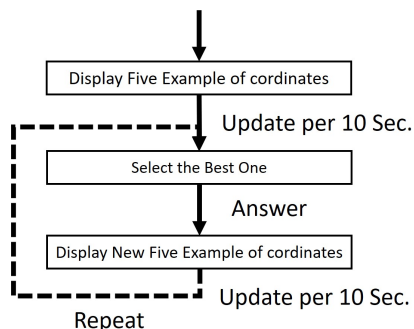 Display Five Example of cordinates
Update per 10 Sec.
Select the Best One
Answer
Display New Five Example of cordinates
Update per 10 Sec.
Repeat